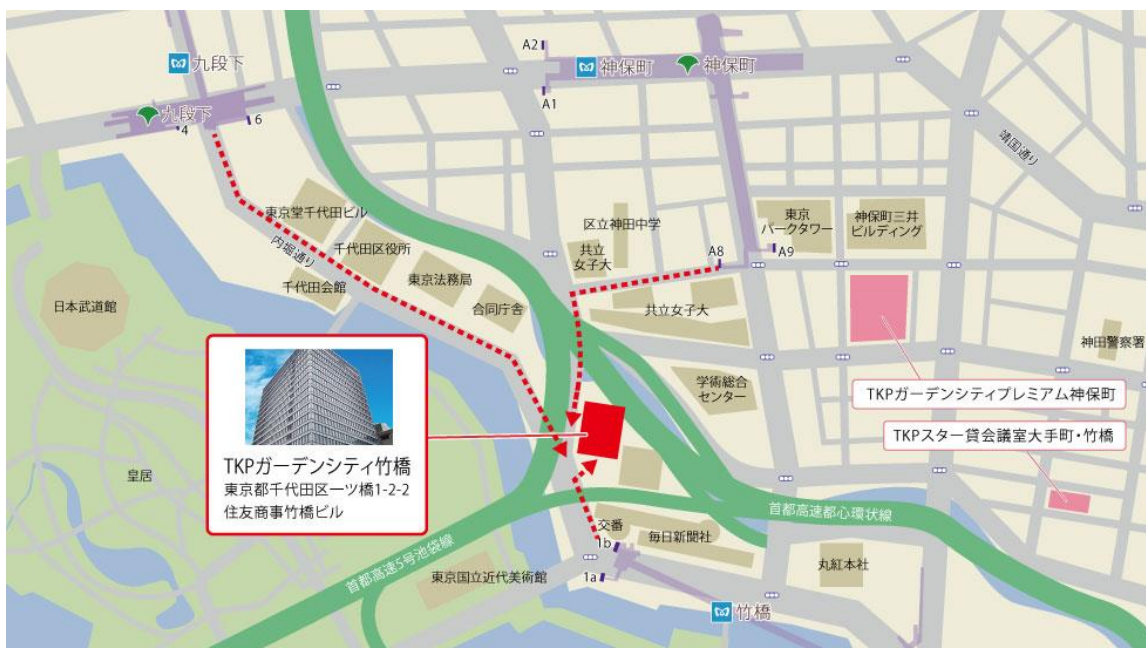 九段下
九段下
4
6
A2
A1
神保町
神保町
靖国通り
東京堂千代田ビル
千代田区役所
内堀通り
千代田会館
東京法務局
合同庁舎
区立神田中学
共立
女子大
A8
A9
東京
パークタワー
神保町三井
ビルディング
共立女子大
日本武道館
学術総合
センター
神田警察署
TKPガーデンシティプレミアム神保町
TKPスター貸会議室大手町・竹橋
TKPガーデンシティ竹橋
東京都千代田区一ツ橋1-2-2
住友商事竹橋ビル
皇居
首都高速都心環状線
首都高速5号池袋線
交番
1b
毎日新聞社
1a
東京国立近代美術館
丸紅本社
竹橋